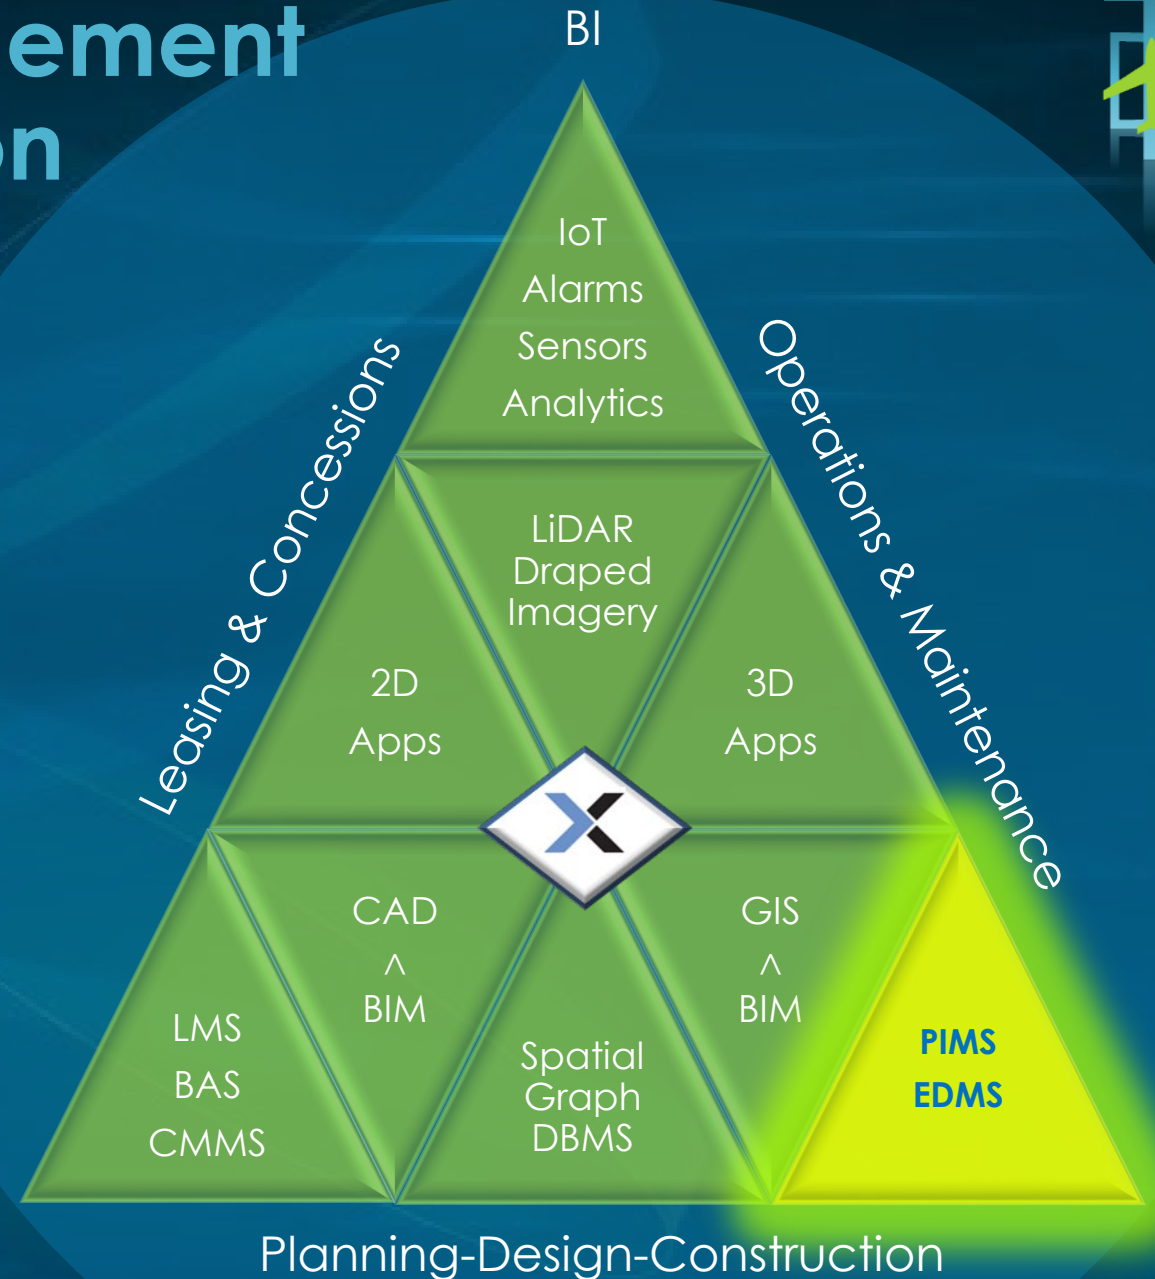 ement
on
BI
IoT
Alarms
Sensors
Analytics
Leasing & Concessions
Operations & Maintenance
LiDAR
Draped
Imagery
2D
Apps
3D
Apps
CAD
^
BIM
GIS
^
BIM
LMS
BAS
CMMS
Spatial
Graph
DBMS
PIMS
EDMS
Planning-Design-Construction